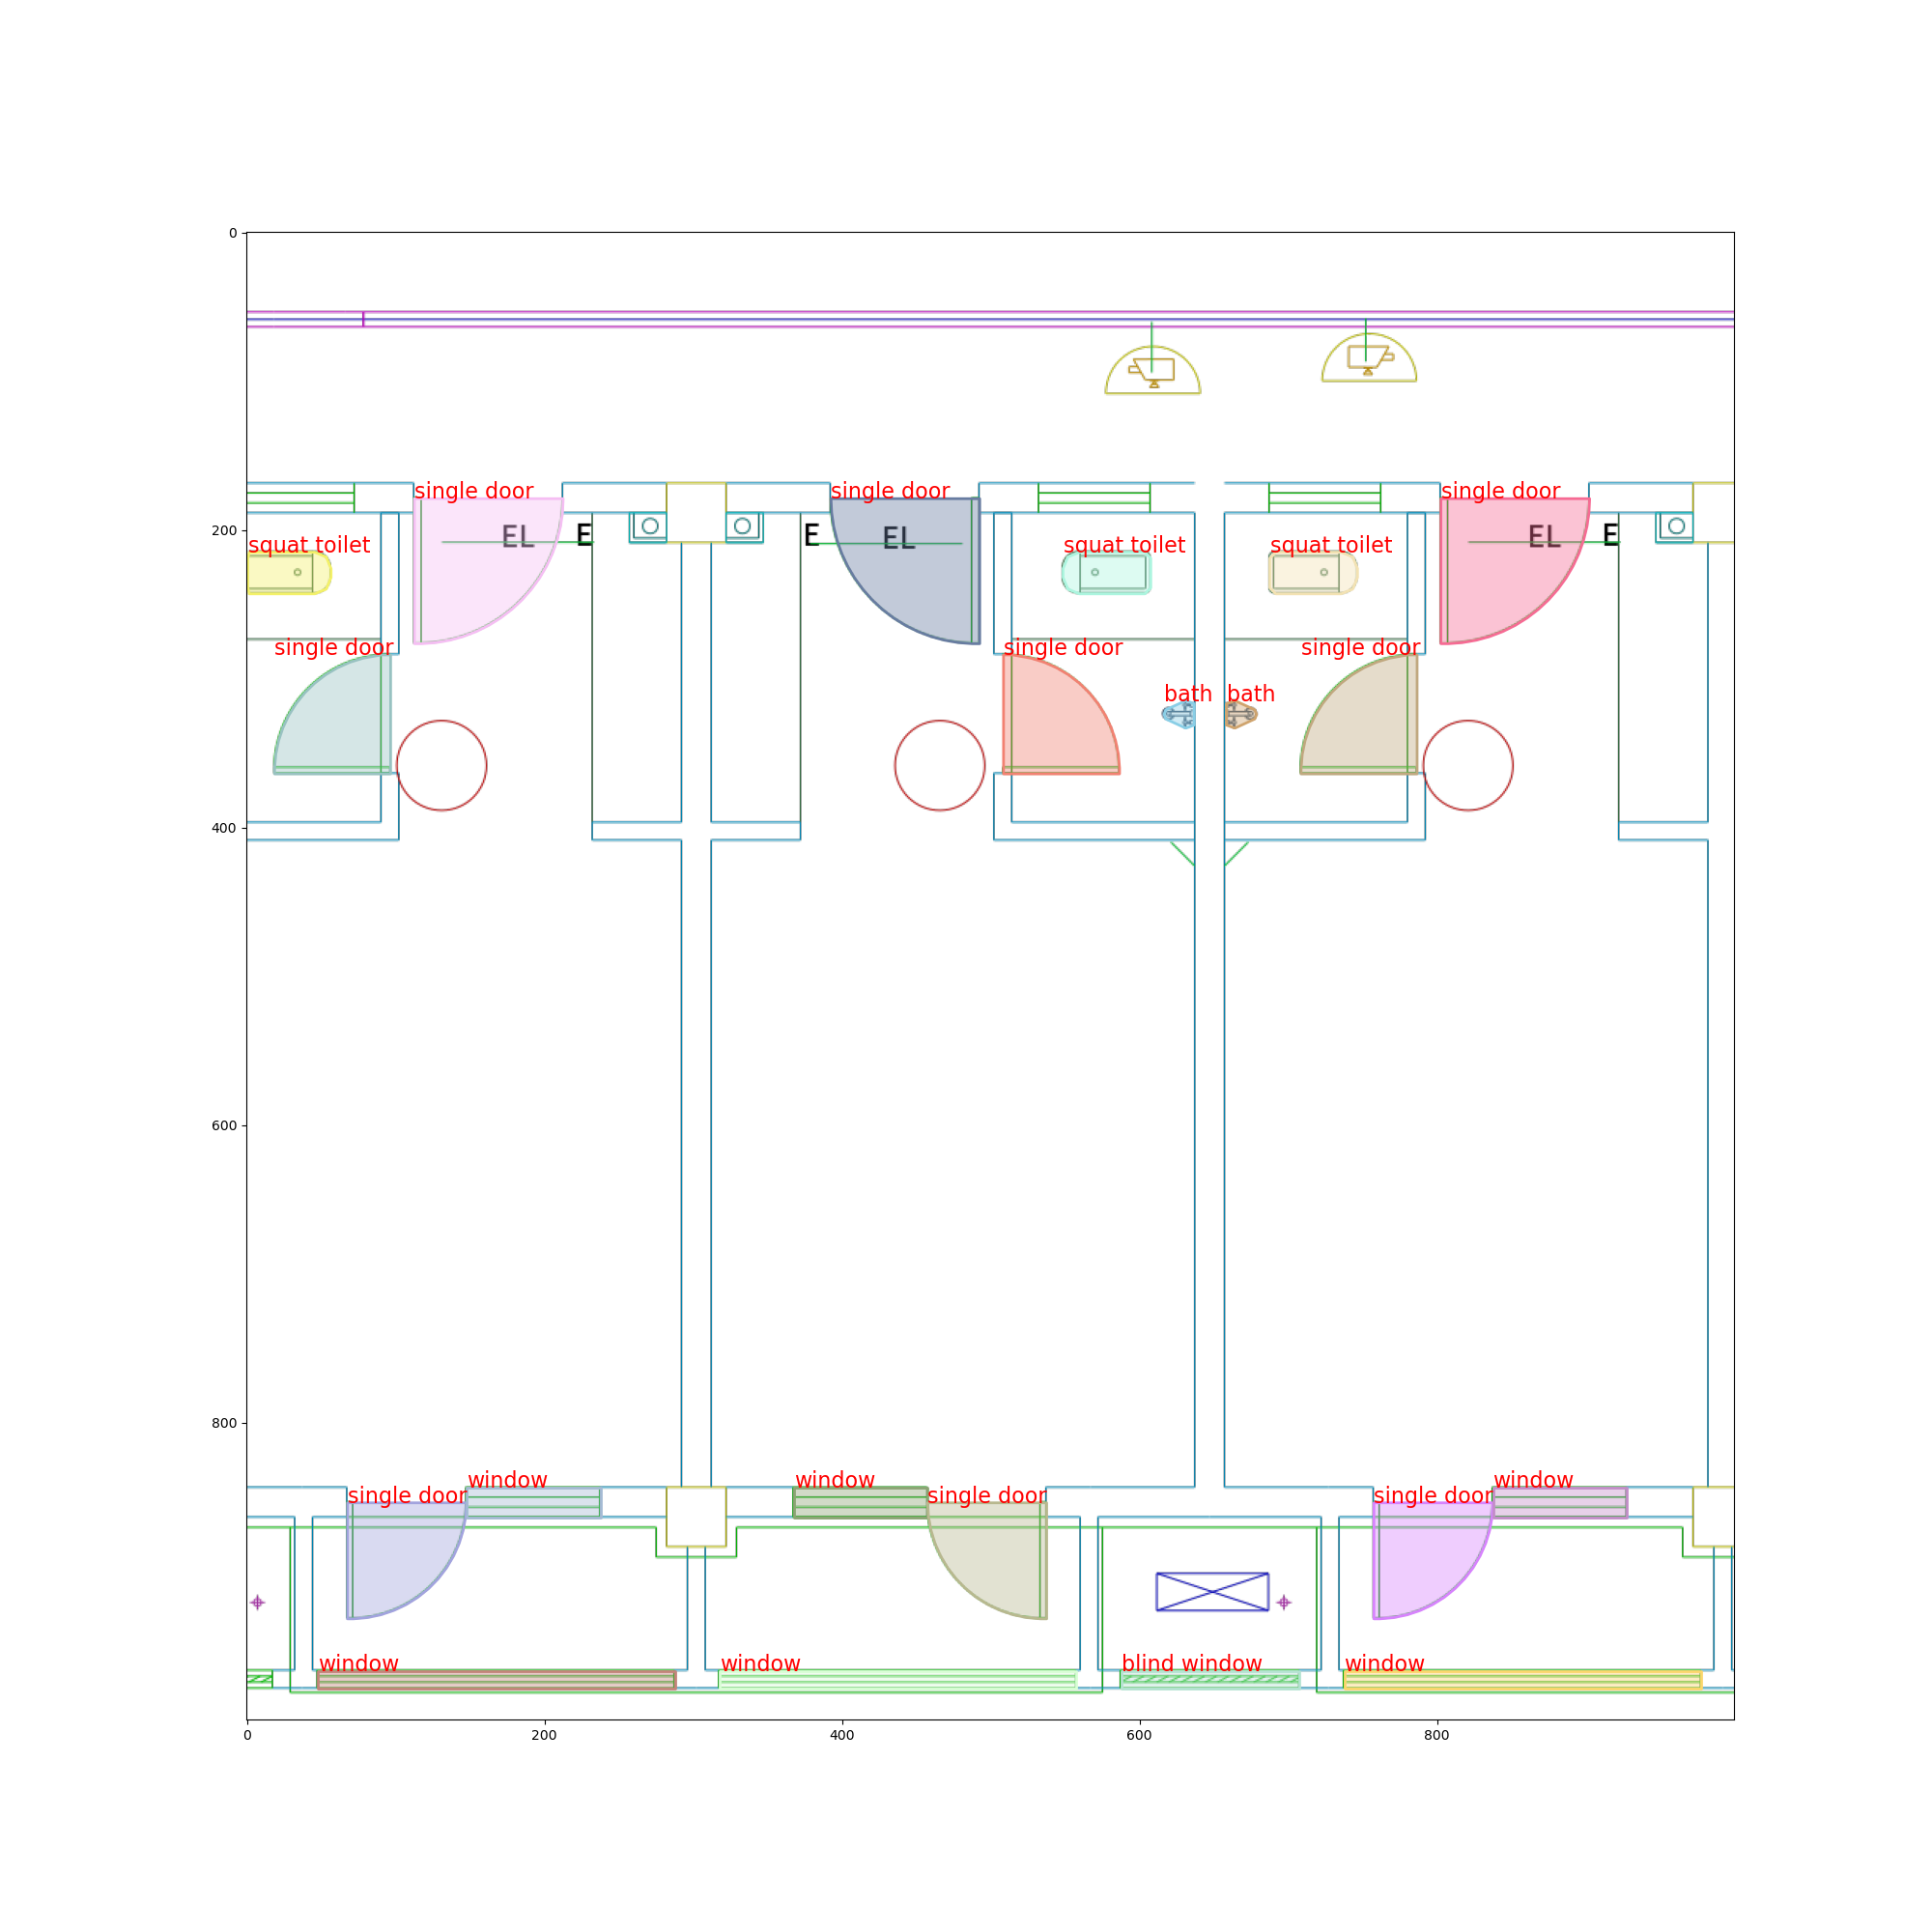 0
single door single door single door
EL E E EL EL E
200
squat toilet squat toilet squat toilet
single door single door single door
bath bath
400
600
800
window window window
single door single door single door
window window blind window window
0 200 400 600 800